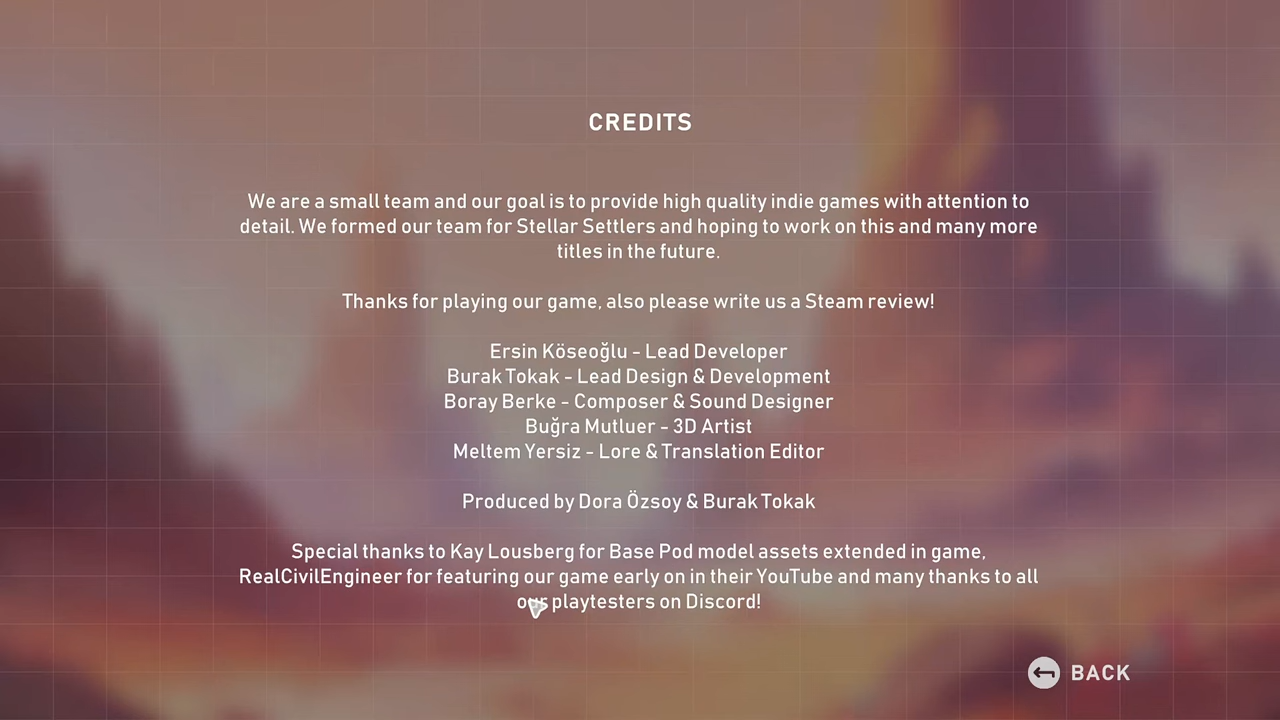 CREDITS
We are a small team and our goal is to provide high quality indie games with attention to
detail. We formed our team for Stellar Settlers and hoping to work on this and many more
titles in the future.
Thanks for playing our game, also please write us a Steam review!
Ersin Köseoğlu - Lead Developer
Burak Tokak - Lead Design & Development
Boray Berke - Composer & Sound Designer
Buğra Mutluer - 3D Artist
Meltem Yersiz - Lore & Translation Editor
Produced by Dora Özsoy & Burak Tokak
Special thanks to Kay Lousberg for Base Pod model assets extended in game,
RealCivilEngineer for featuring our game early on in their YouTube and many thanks to all
our playtesters on Discord!
BACK